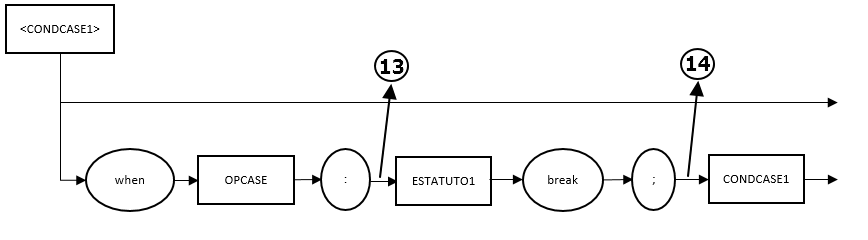 <CONDCASE1>
13
14
when
OPCASE
:
ESTATUTO1
break
;
CONDCASE1